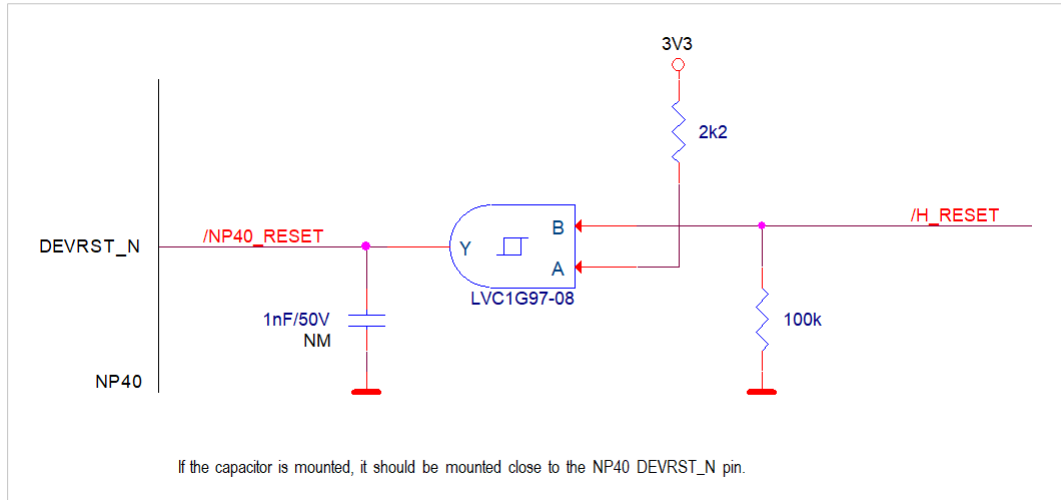 3V3
2k2
/H_RESET
B
/NP40_RESET
DEVRST_N
Y
A
LVC1G97-08
1nF/50V
NM
100k
NP40
If the capacitor is mounted, it should be mounted close to the NP40 DEVRST_N pin.